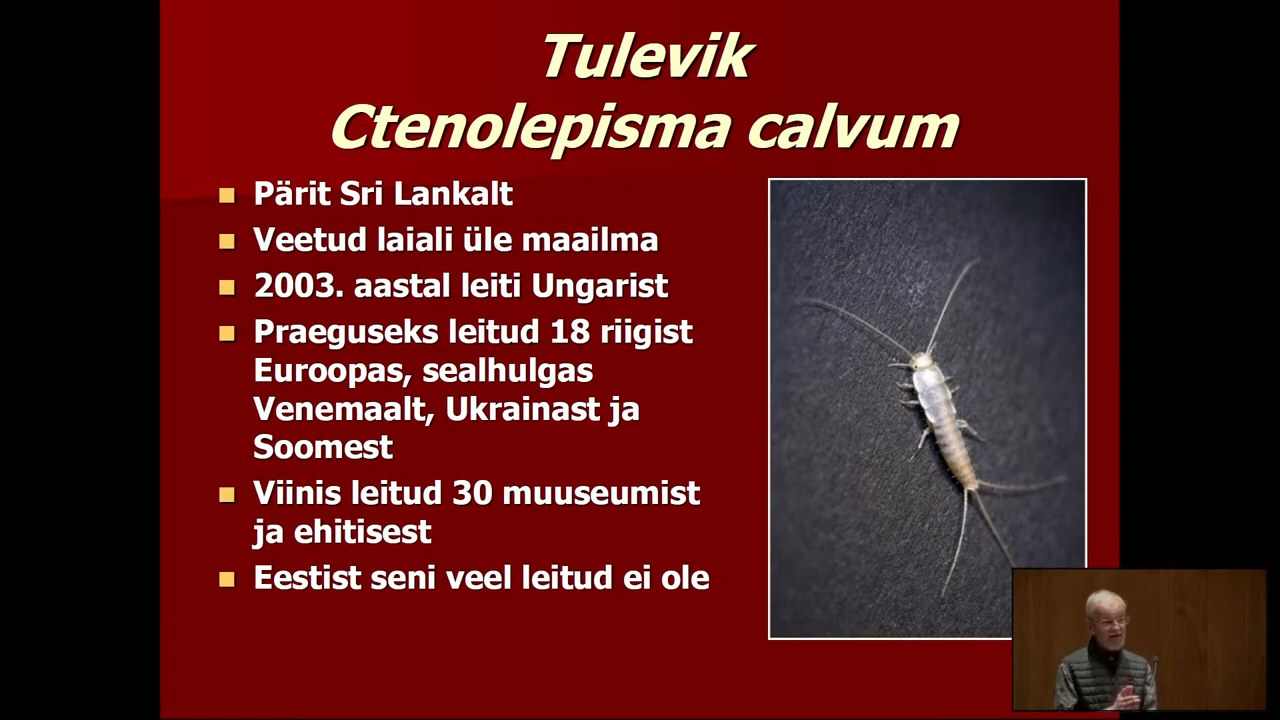 Tulevik
Ctenolepisma calvum
Pärit Sri Lankalt
Veetud laiali üle maailma
2003. aastal leiti Ungarist
Praeguseks leitud 18 riigist
Euroopas, sealhulgas
Venemaalt, Ukrainast ja
Soomest
Viinis leitud 30 muuseumist
ja ehitisest
Eestist seni veel leitud ei ole